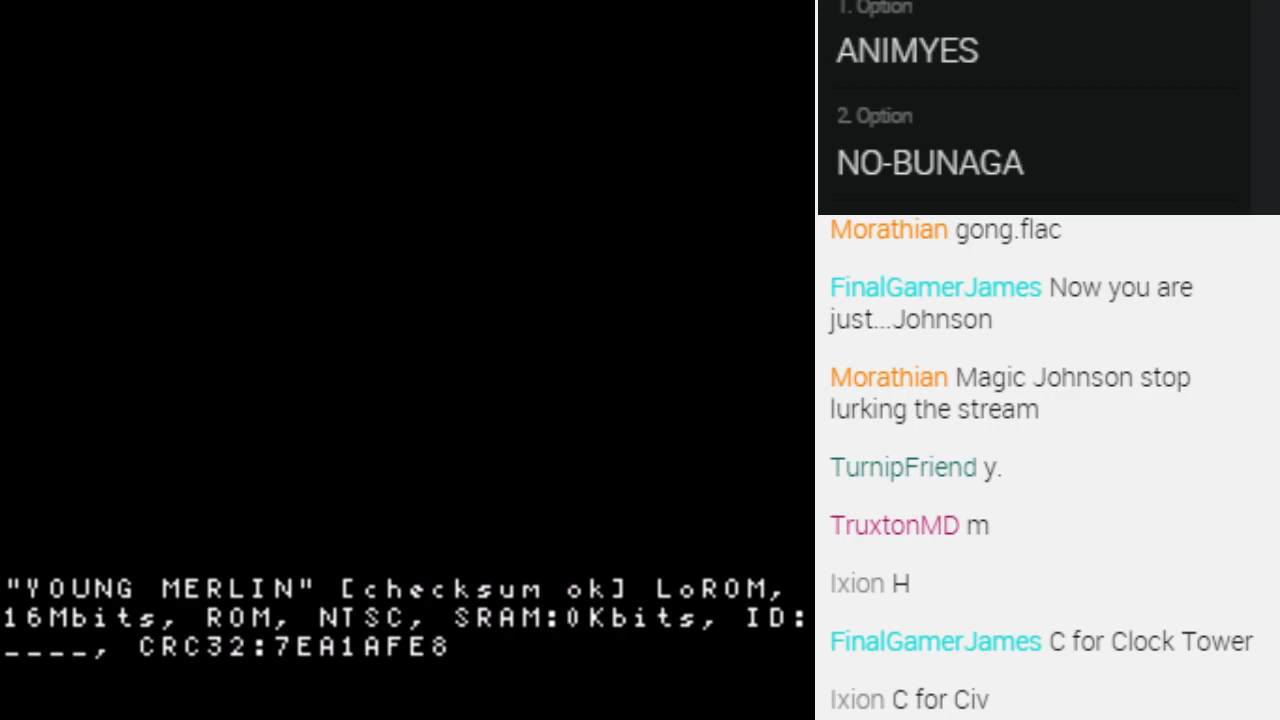 "YOUNG MERLIN" [checksum ok] LoROM,
16Mbits, ROM, NTSC, SRAM:0Kbits, ID:
____, CRC32:7EA1AFE8
1. Option
ANIMYES
2. Option
NO-BUNAGA
Morathian gong.flac
FinalGamerJames Now you are
just...Johnson
Morathian Magic Johnson stop
lurking the stream
TurnipFriend y.
TruxtonMD m
Ixion H
FinalGamerJames C for Clock Tower
Ixion C for Civ